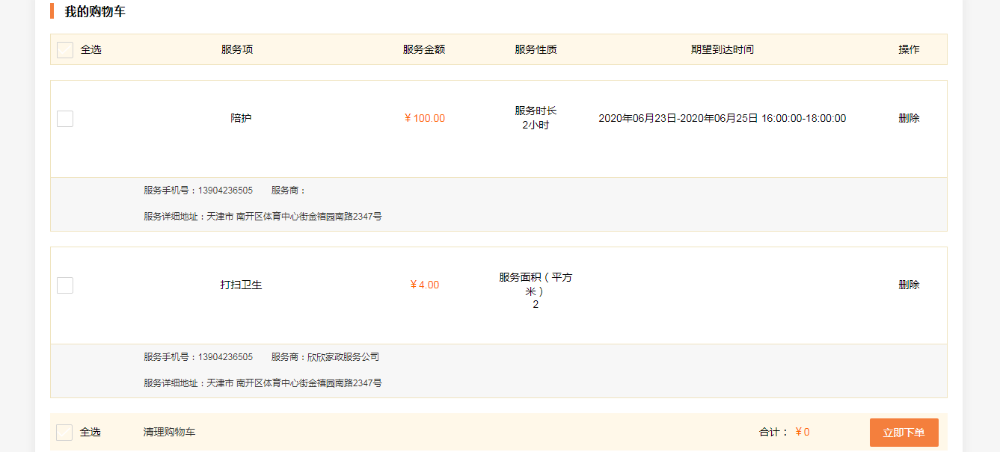 我的购物车
全选 服务项 服务金额 服务性质 期望到达时间 操作
陪护 ¥100.00 服务时长 2020年06月23日-2020年06月25日 16:00:00-18:00:00 删除
2小时
服务手机号：13904236505 服务商：
服务详细地址：天津市 南开区体育中心街金禧园南路2347号
打扫卫生 ¥4.00 服务面积（平方 删除
米）
2
服务手机号：13904236505 服务商：欣欣家政服务公司
服务详细地址：天津市 南开区体育中心街金禧园南路2347号
全选 清理购物车 合计： ¥0 立即下单